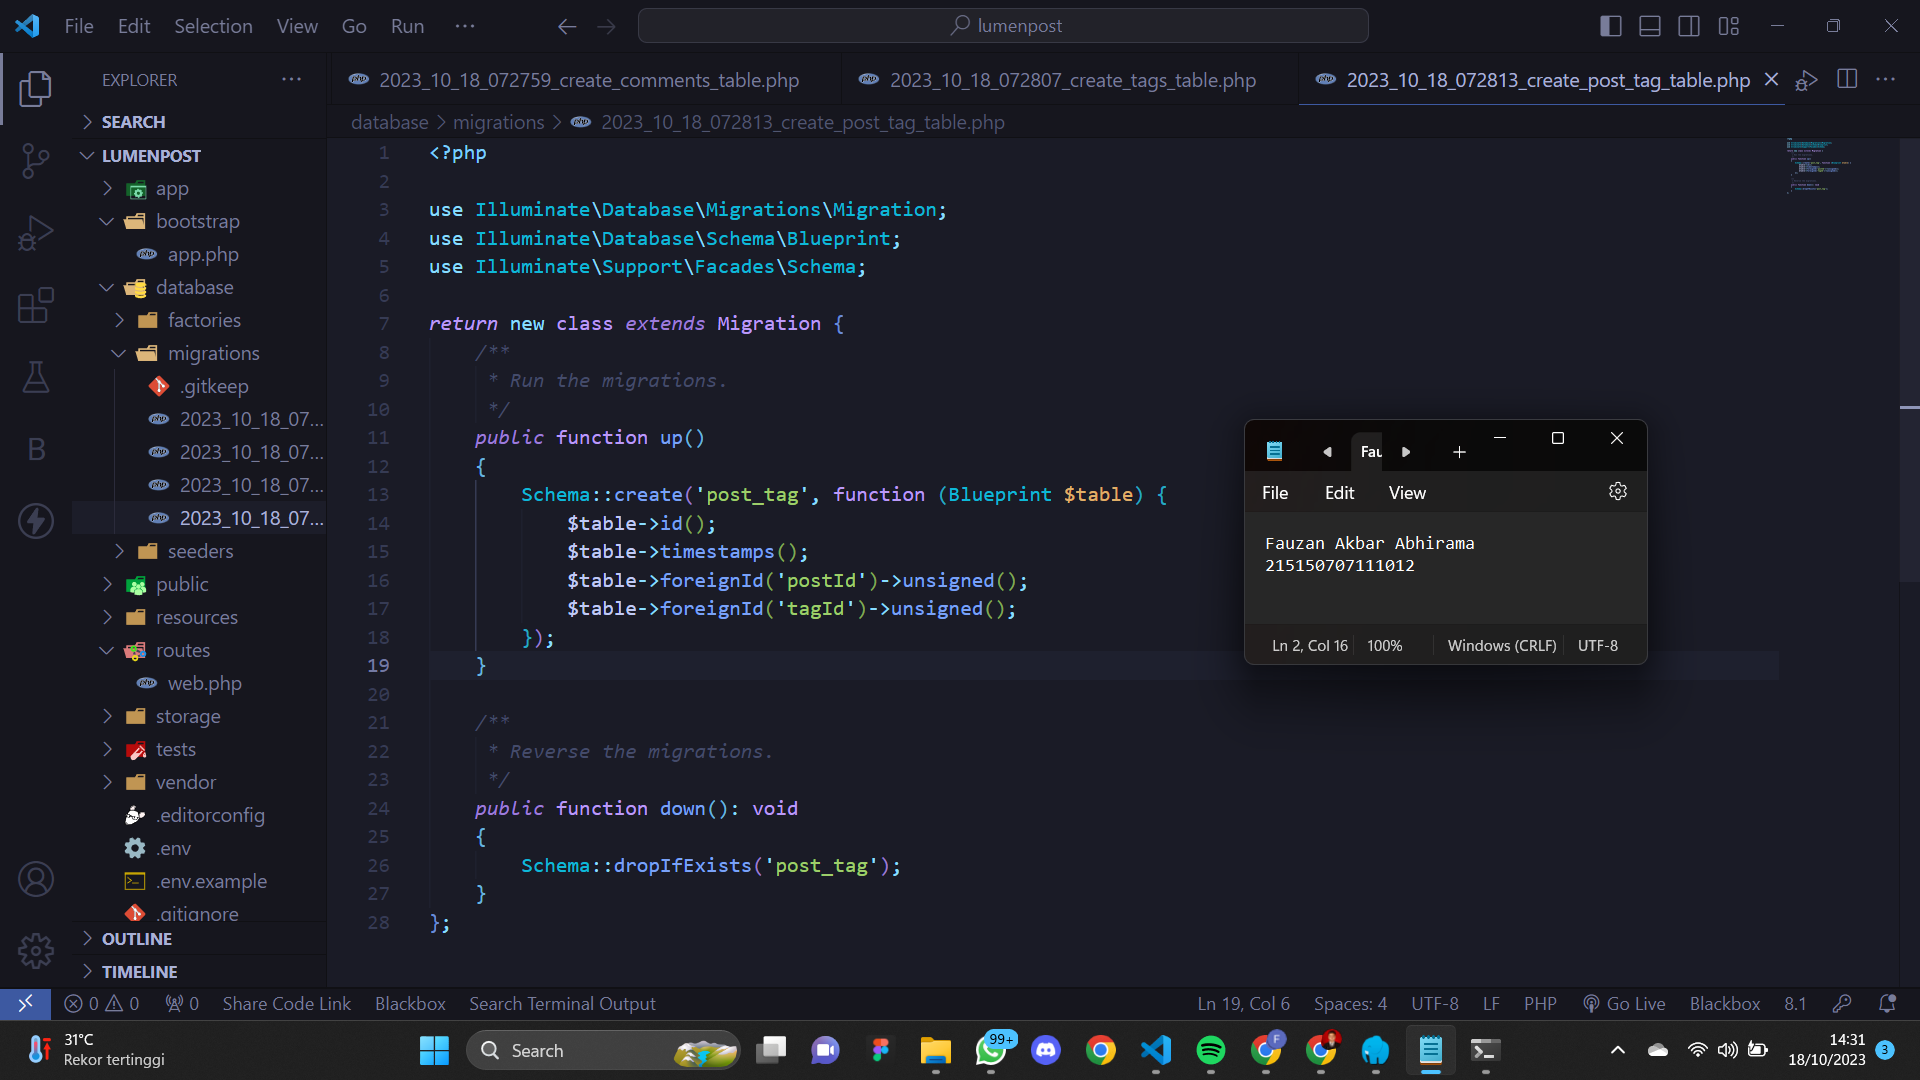 File Edit Selection View Go Run ···
lumenpost
EXPLORER ···
2023_10_18_072759_create_comments_table.php
2023_10_18_072807_create_tags_table.php
2023_10_18_072813_create_post_tag_table.php
SEARCH
LUMENPOST
app
bootstrap
app.php
database
factories
migrations
.gitkeep
2023_10_18_07...
2023_10_18_07...
2023_10_18_07...
2023_10_18_07...
seeders
public
resources
routes
web.php
storage
tests
vendor
.editorconfig
.env
.env.example
.gitignore
OUTLINE
TIMELINE
database > migrations > 2023_10_18_072813_create_post_tag_table.php
1 <?php
2
3 use Illuminate\Database\Migrations\Migration;
4 use Illuminate\Database\Schema\Blueprint;
5 use Illuminate\Support\Facades\Schema;
6
7 return new class extends Migration {
8 /**
9 * Run the migrations.
10 */
11 public function up()
12 {
13 Schema::create('post_tag', function (Blueprint $table) {
14 $table->id();
15 $table->timestamps();
16 $table->foreignId('postId')->unsigned();
17 $table->foreignId('tagId')->unsigned();
18 });
19 }
20
21 /**
22 * Reverse the migrations.
23 */
24 public function down(): void
25 {
26 Schema::dropIfExists('post_tag');
27 }
28 };
Fau
File Edit View
Fauzan Akbar Abhirama
215150707111012
Ln 2, Col 16 100% Windows (CRLF) UTF-8
0 0 0 Share Code Link Blackbox Search Terminal Output
Ln 19, Col 6 Spaces: 4 UTF-8 LF PHP Go Live Blackbox 8.1
31°C
Rekor tertinggi
Search
99+
F
14:31
18/10/2023
3